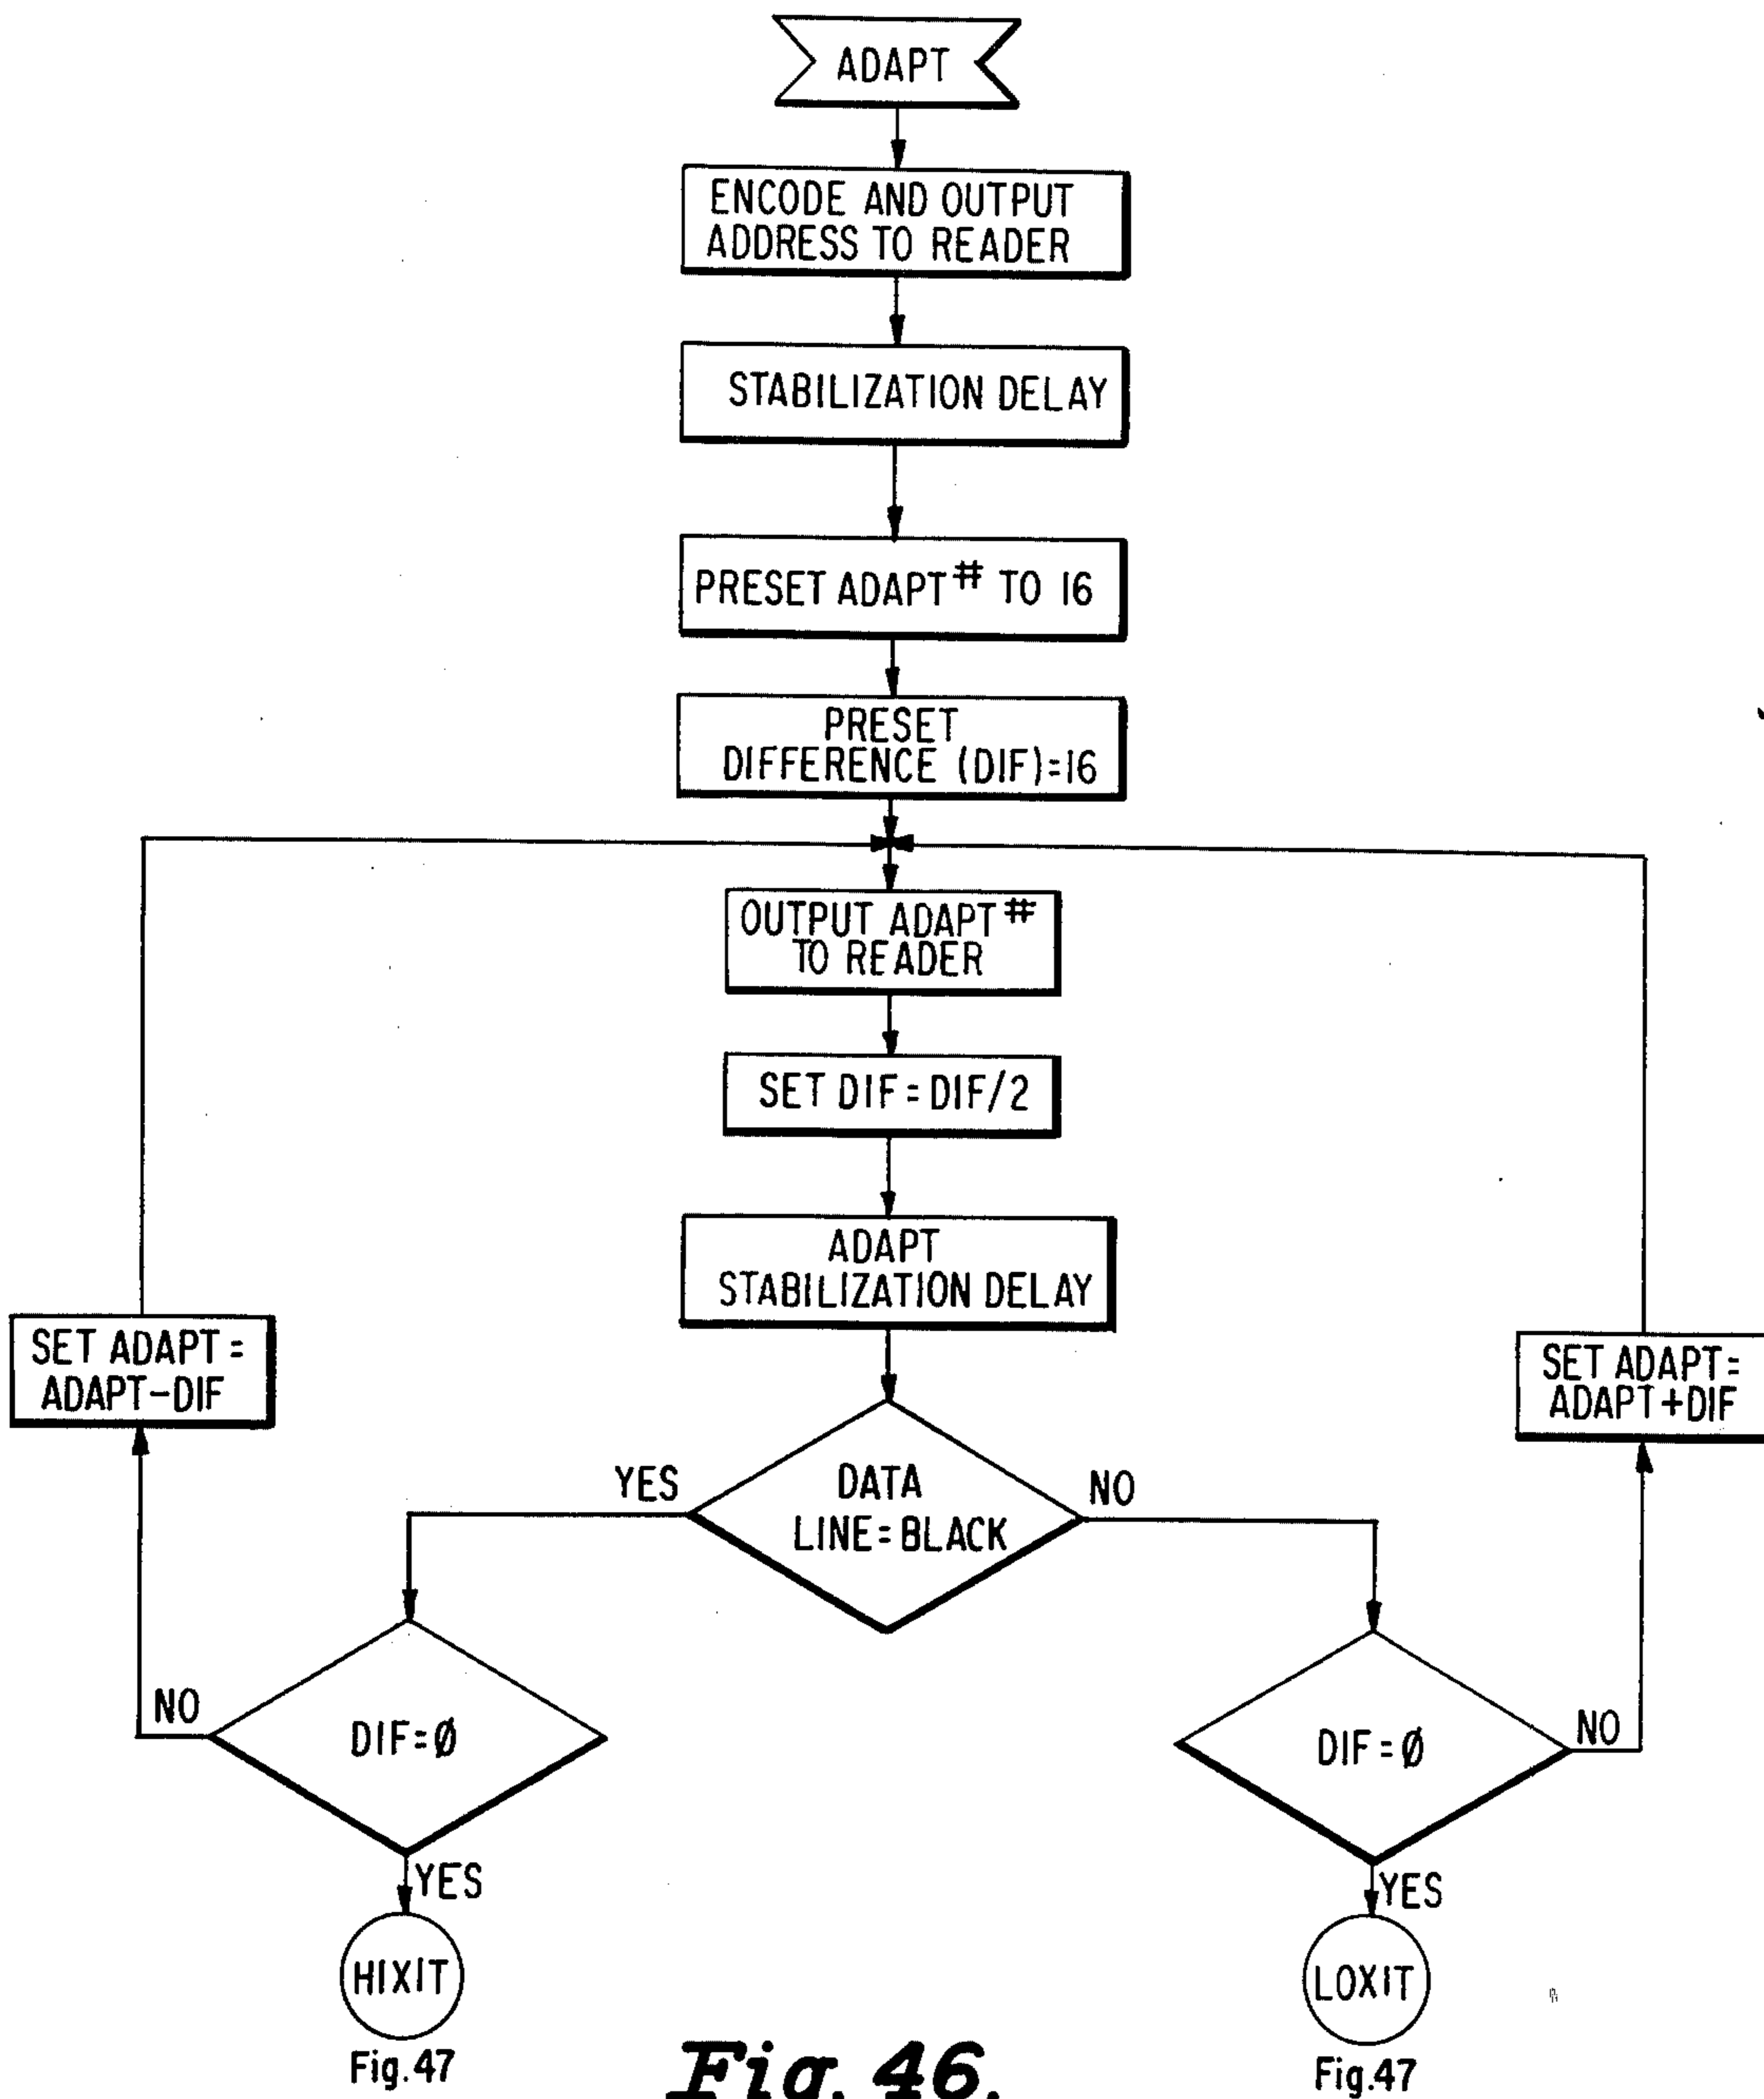 ADAPT
ENCODE AND OUTPUT
ADDRESS TO READER
STABILIZATION DELAY
PRESET ADAPT# TO 16
PRESET
DIFFERENCE (DIF)=16
OUTPUT ADAPT#
TO READER
SET DIF=DIF/2
ADAPT
STABILIZATION DELAY
SET ADAPT=
ADAPT-DIF
SET ADAPT=
ADAPT+DIF
YES
DATA
LINE=BLACK
NO
NO
DIF=Ø
DIF=Ø
NO
YES
YES
HIXIT
LOXIT
Fig.47
Fig. 46.
Fig.47